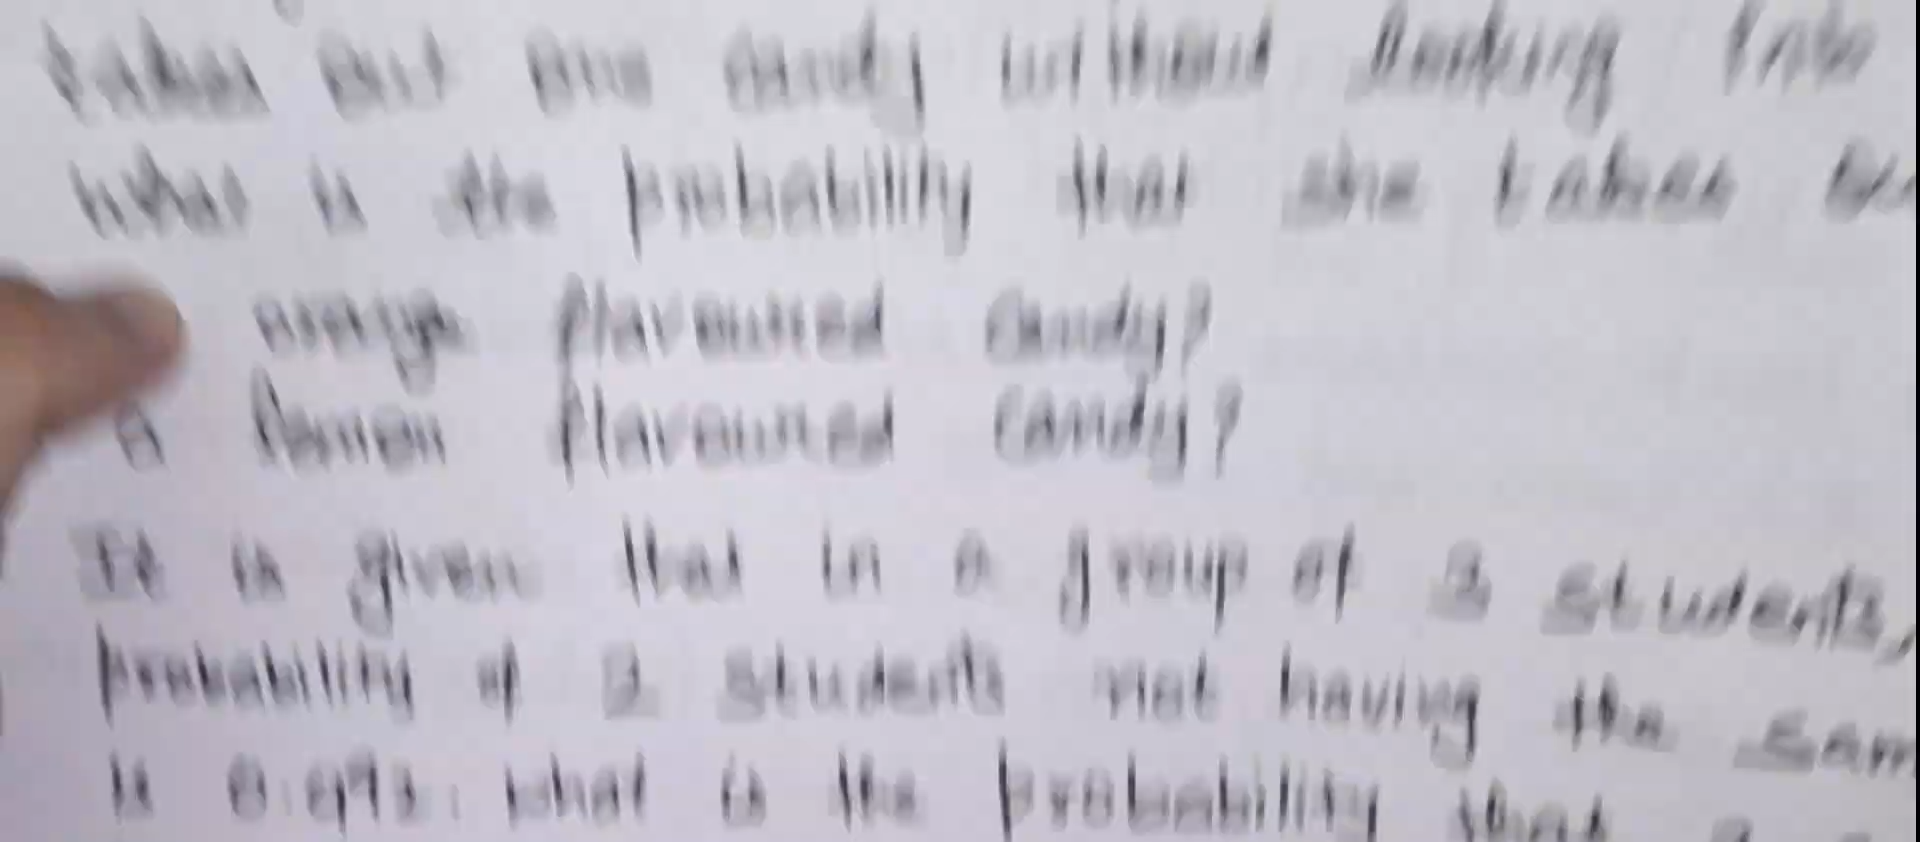 takes out one candy without looking into
what is the probability that she takes
orange flavoured candy?
a lemon flavoured candy?
It is given that in a group of 3 students,
probability of 2 students not having the sam
is 0.992. what is the probability that 2